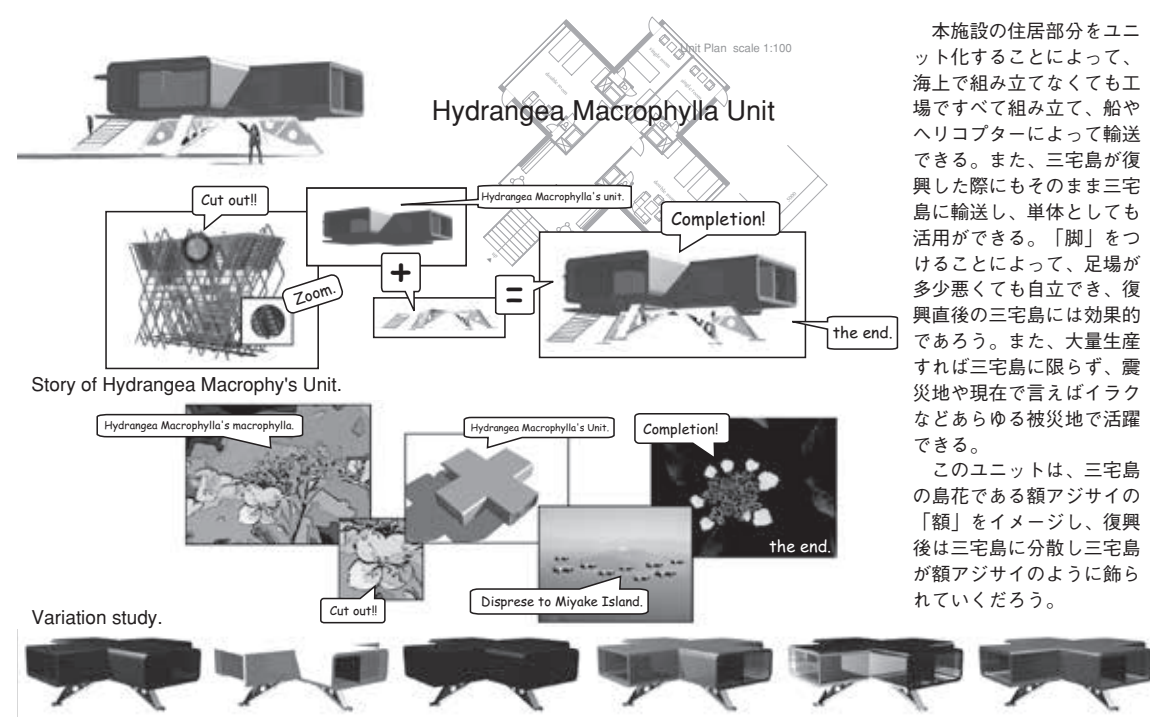 Unit Plan scale 1:100
Hydrangea Macrophylla Unit
Cut out!!
Hydrangea Macrophylla's unit.
Completion!
Zoom.
+
=
the end.
Story of Hydrangea Macrophy's Unit.
Hydrangea Macrophylla's macrophylla.
Hydrangea Macrophylla's Unit.
Completion!
the end.
Cut out!!
Disprese to Miyake Island.
Variation study.
本施設の住居部分をユニ
ット化することによって、
海上で組み立てなくても工
場ですべて組み立て、船や
ヘリコプターによって輸送
できる。また、三宅島が復
興した際にもそのまま三宅
島に輸送し、単体としても
活用ができる。「脚」をつ
けることによって、足場が
多少悪くても自立でき、復
興直後の三宅島には効果的
であろう。また、大量生産
すれば三宅島に限らず、震
災地や現在で言えばイラク
などあらゆる被災地で活躍
できる。
このユニットは、三宅島
の島花である額アジサイの
「額」をイメージし、復興
後は三宅島に分散し三宅島
が額アジサイのように飾ら
れていくだろう。